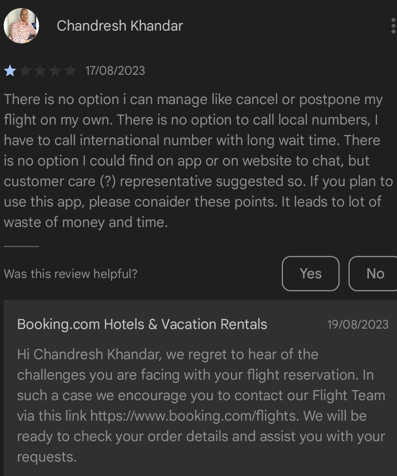 Chandresh Khandar
17/08/2023
There is no option i can manage like cancel or postpone my
flight on my own. There is no option to call local numbers, I
have to call international number with long wait time. There
is no option I could find on app or on website to chat, but
customer care (?) representative suggested so. If you plan to
use this app, please conaider these points. It leads to lot of
waste of money and time.
Was this review helpful?
Yes
No
Booking.com Hotels & Vacation Rentals
19/08/2023
Hi Chandresh Khandar, we regret to hear of the
challenges you are facing with your flight reservation. In
such a case we encourage you to contact our Flight Team
via this link https://www.booking.com/flights. We will be
ready to check your order details and assist you with your
requests.